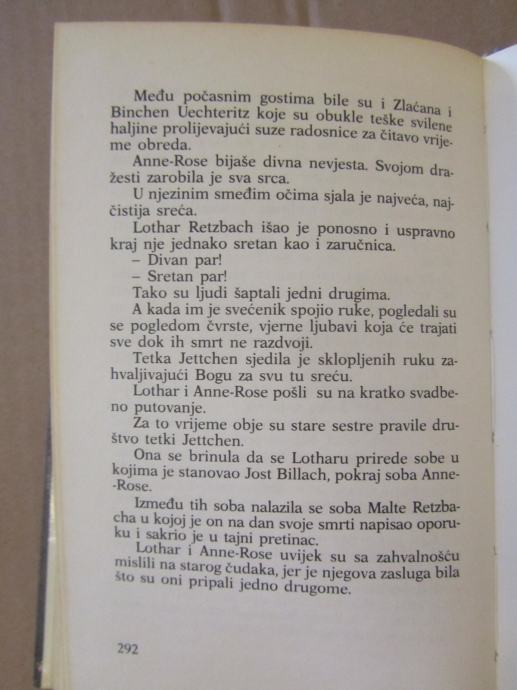 Među počasnim gostima bile su i Zlaćana i
Binchen Uechteritz koje su obukle teške svilene
haljine prolijevajući suze radosnice za čitavo vrije-
me obreda.
Anne-Rose bijaše divna nevjesta. Svojom dra-
žesti zarobila je sva srca.
U njezinim smeđim očima sjala je najveća, naj-
čistija sreća.
Lothar Retzbach išao je ponosno i uspravno
kraj nje jednako sretan kao i zaručnica.
– Divan par!
– Sretan par!
Tako su ljudi šaptali jedni drugima.
A kada im je svećenik spojio ruke, pogledali su
se pogledom čvrste, vjerne ljubavi koja će trajati
sve dok ih smrt ne razdvoji.
Tetka Jettchen sjedila je sklopljenih ruku za-
hvaljivajući Bogu za svu tu sreću.
Lothar i Anne-Rose pošli su na kratko svadbe-
no putovanje.
Za to vrijeme obje su stare sestre pravile dru-
štvo tetki Jettchen.
Ona se brinula da se Lotharu prirede sobe u
kojima je stanovao Jost Billach, pokraj soba Anne-
-Rose.
Između tih soba nalazila se soba Malte Retzba-
cha u kojoj je on na dan svoje smrti napisao oporu-
ku i sakrio je u tajni pretinac.
Lothar i Anne-Rose uvijek su sa zahvalnošću
mislili na starog čudaka, jer je njegova zasluga bila
što su oni pripali jedno drugome.
292